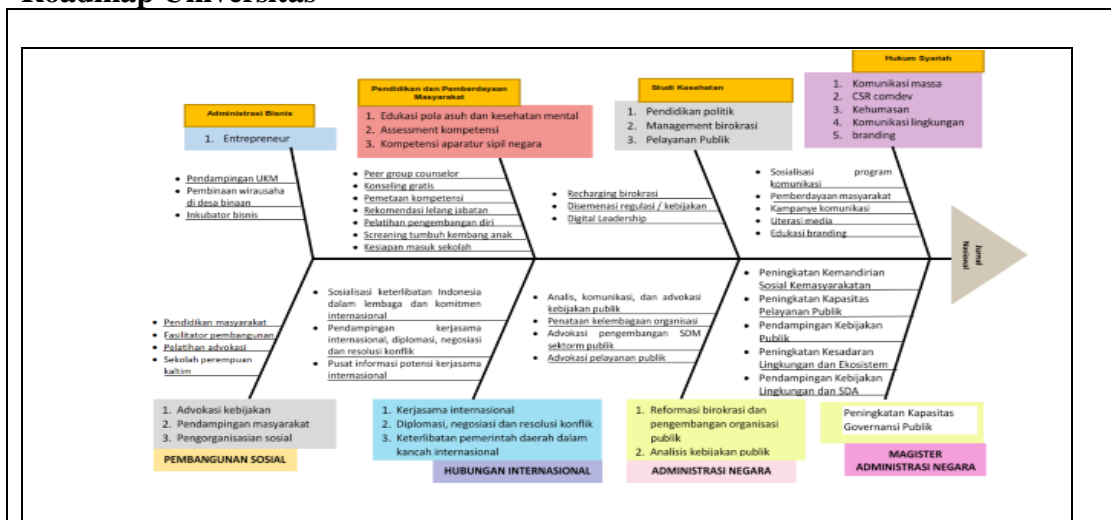 Roadmap Universitas
Administrasi Bisnis
1. Entrepreneur
• Pendampingan UKM
• Pembinaan wirausaha
di desa binaan
• Inkubator bisnis
Pendidikan dan Pemberdayaan
Masyarakat
1. Edukasi pola asuh dan kesehatan mental
2. Assessment kompetensi
3. Kompetensi aparatur sipil negara
• Peer group counselor
• Konseling gratis
• Pemetaan kompetensi
• Rekomendasi lelang jabatan
• Pelatihan pengembangan diri
• Screaning tumbuh kembang anak
• Kesiapan masuk sekolah
Studi Kesehatan
1. Pendidikan politik
2. Management birokrasi
3. Pelayanan Publik
• Recharging birokrasi
• Disemenasi regulasi / kebijakan
• Digital Leadership
Hukum Syariah
1. Komunikasi massa
2. CSR comdev
3. Kehumasan
4. Komunikasi lingkungan
5. branding
• Sosialisasi program
komunikasi
• Pemberdayaan masyarakat
• Kampanye komunikasi
• Literasi media
• Edukasi branding
Jurnal
Nasional
• Pendidikan masyarakat
• Fasilitator pembangunan
• Pelatihan advokasi
• Sekolah perempuan
kaltim
1. Advokasi kebijakan
2. Pendampingan masyarakat
3. Pengorganisasian sosial
PEMBANGUNAN SOSIAL
• Sosialisasi keterlibatan Indonesia
dalam lembaga dan komitmen
internasional
• Pendampingan kerjasama
internasional, diplomasi, negosiasi
dan resolusi konflik
• Pusat informasi potensi kerjasama
internasional
1. Kerjasama internasional
2. Diplomasi, negosiasi dan resolusi konflik
3. Keterlibatan pemerintah daerah dalam
kancah internasional
HUBUNGAN INTERNASIONAL
• Analis, komunikasi, dan advokasi
kebijakan publik
• Penataan kelembagaan organisasi
• Advokasi pengembangan SDM
sektorm publik
• Advokasi pelayanan publik
1. Reformasi birokrasi dan
pengembangan organisasi
publik
2. Analisis kebijakan publik
ADMINISTRASI NEGARA
• Peningkatan Kemandirian
Sosial Kemasyarakatan
• Peningkatan Kapasitas
Pelayanan Publik
• Pendampingan Kebijakan
Publik
• Peningkatan Kesadaran
Lingkungan dan Ekosistem
• Pendampingan Kebijakan
Lingkungan dan SDA
Peningkatan Kapasitas
Governansi Publik
MAGISTER
ADMINISTRASI NEGARA